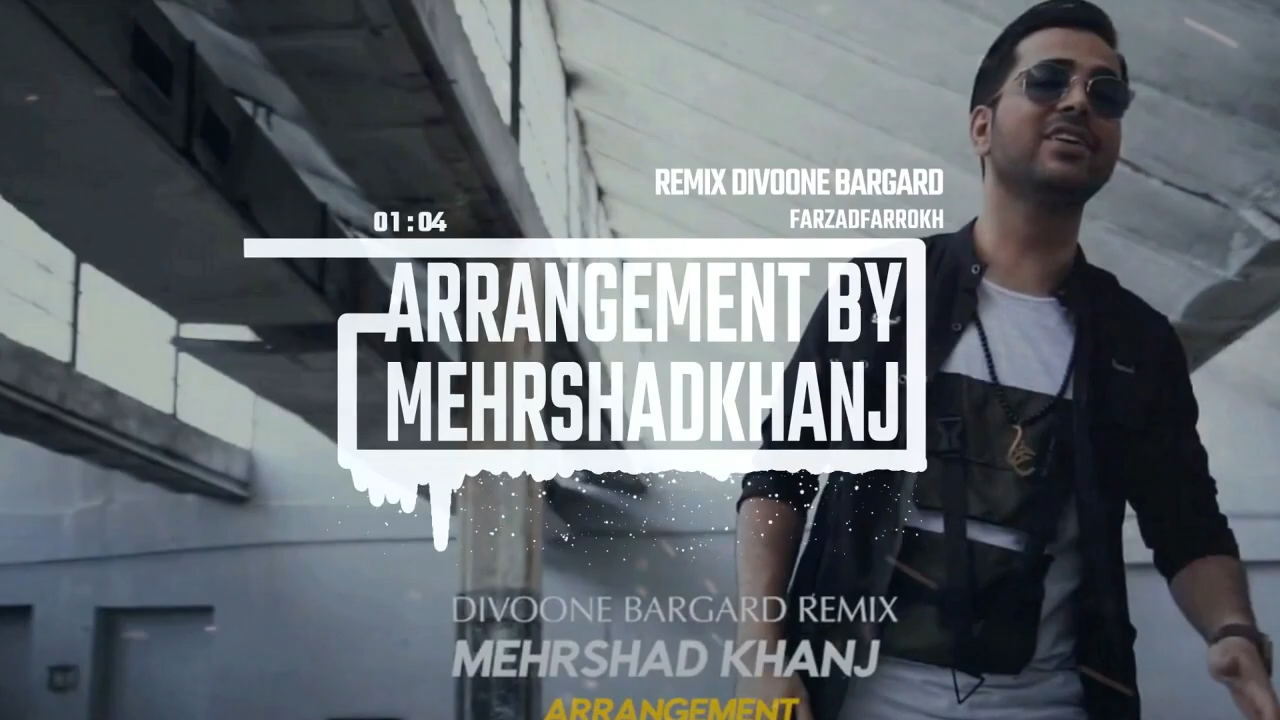 REMIX DIVOONE BARGARD
FARZADFARROKH
01:04
ARRANGEMENT BY
MEHRSHADKHANJ
DIVOONE BARGARD REMIX
MEHRSHAD KHANJ
ARRANGEMENT